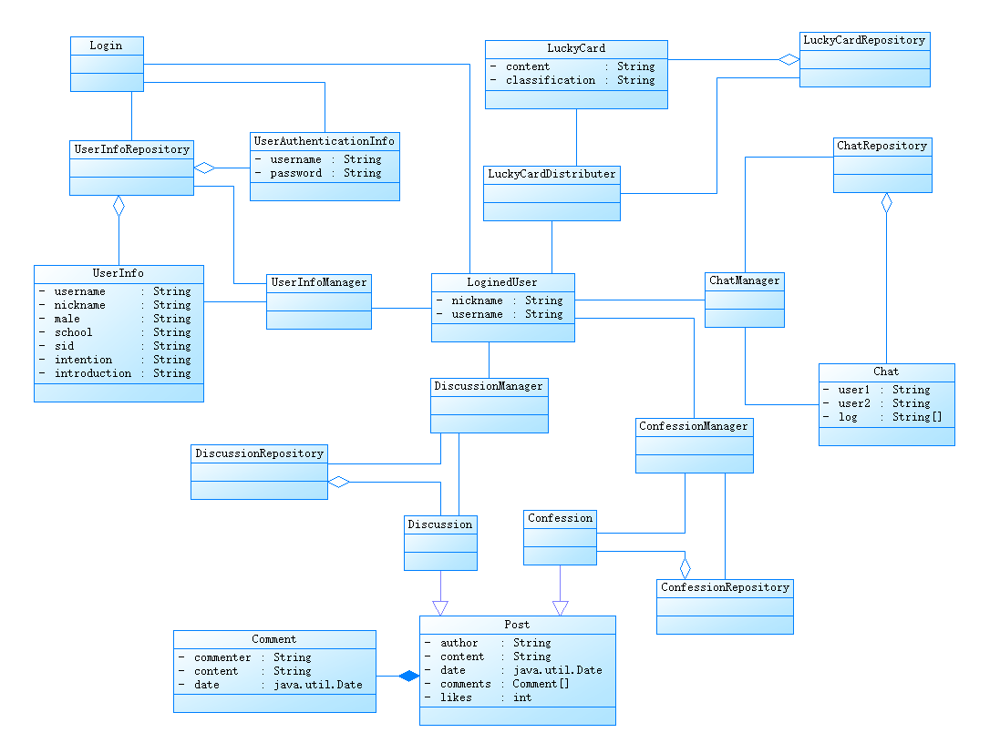 Login
LuckyCard
- content : String
- classification : String
LuckyCardRepository
UserInfoRepository
UserAuthenticationInfo
- username : String
- password : String
ChatRepository
LuckyCardDistributer
UserInfo
- username : String
- nickname : String
- male : String
- school : String
- sid : String
- intention : String
- introduction : String
UserInfoManager
LoginedUser
- nickname : String
- username : String
ChatManager
Chat
- user1 : String
- user2 : String
- log : String[]
DiscussionManager
ConfessionManager
DiscussionRepository
Discussion
Confession
ConfessionRepository
Comment
- commenter : String
- content : String
- date : java.util.Date
Post
- author : String
- content : String
- date : java.util.Date
- comments : Comment[]
- likes : int